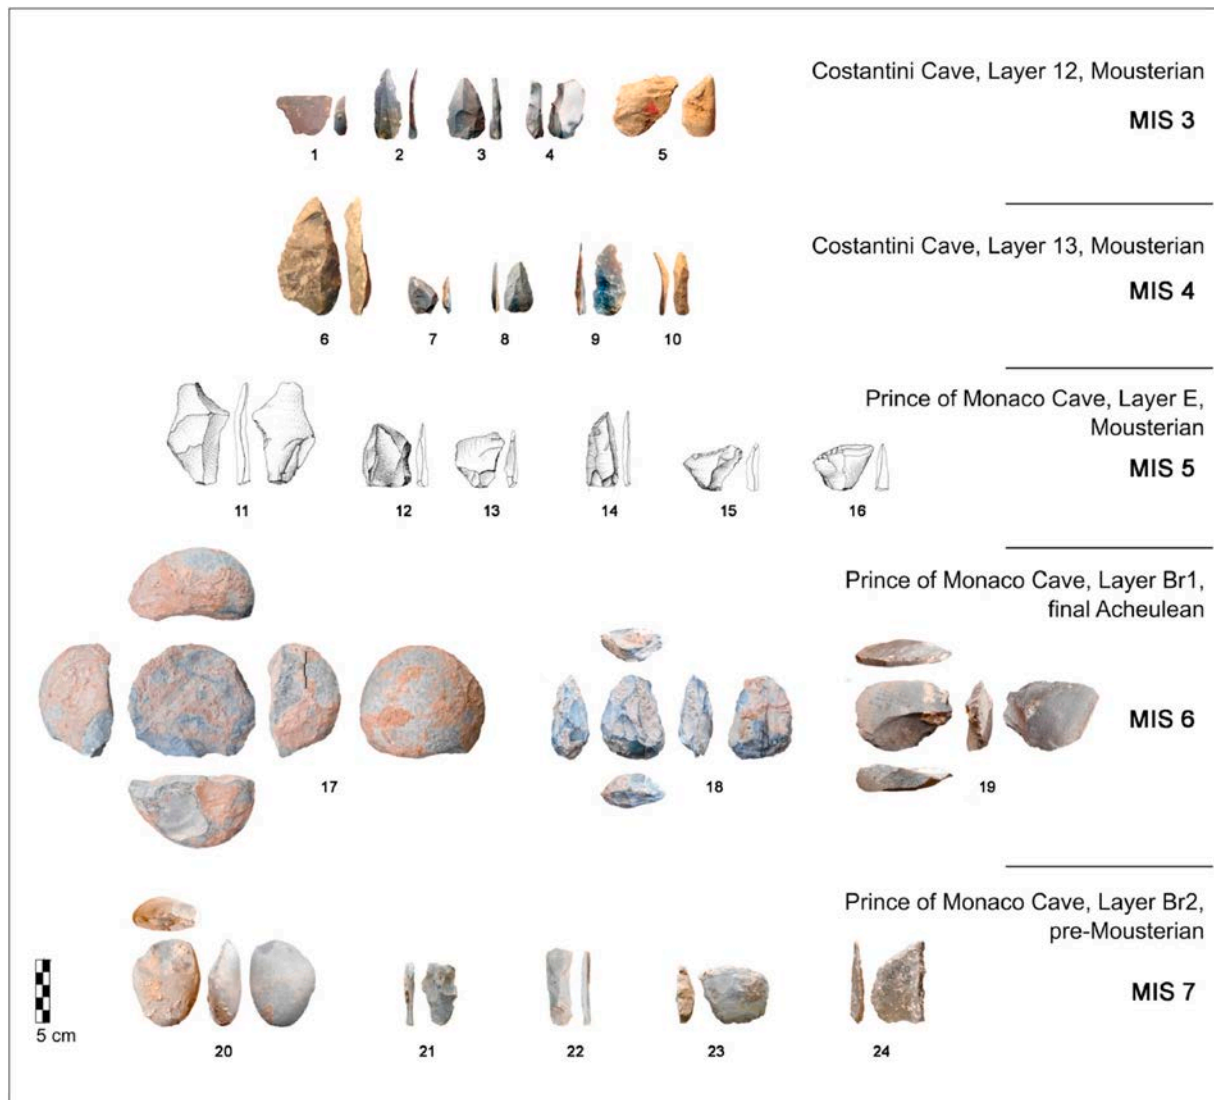 Costantini Cave, Layer 12, Mousterian
MIS 3
1 2 3 4 5
Costantini Cave, Layer 13, Mousterian
MIS 4
6 7 8 9 10
Prince of Monaco Cave, Layer E,
Mousterian
MIS 5
11 12 13 14 15 16
Prince of Monaco Cave, Layer Br1,
final Acheulean
MIS 6
17 18 19
Prince of Monaco Cave, Layer Br2,
pre-Mousterian
MIS 7
5 cm
20 21 22 23 24